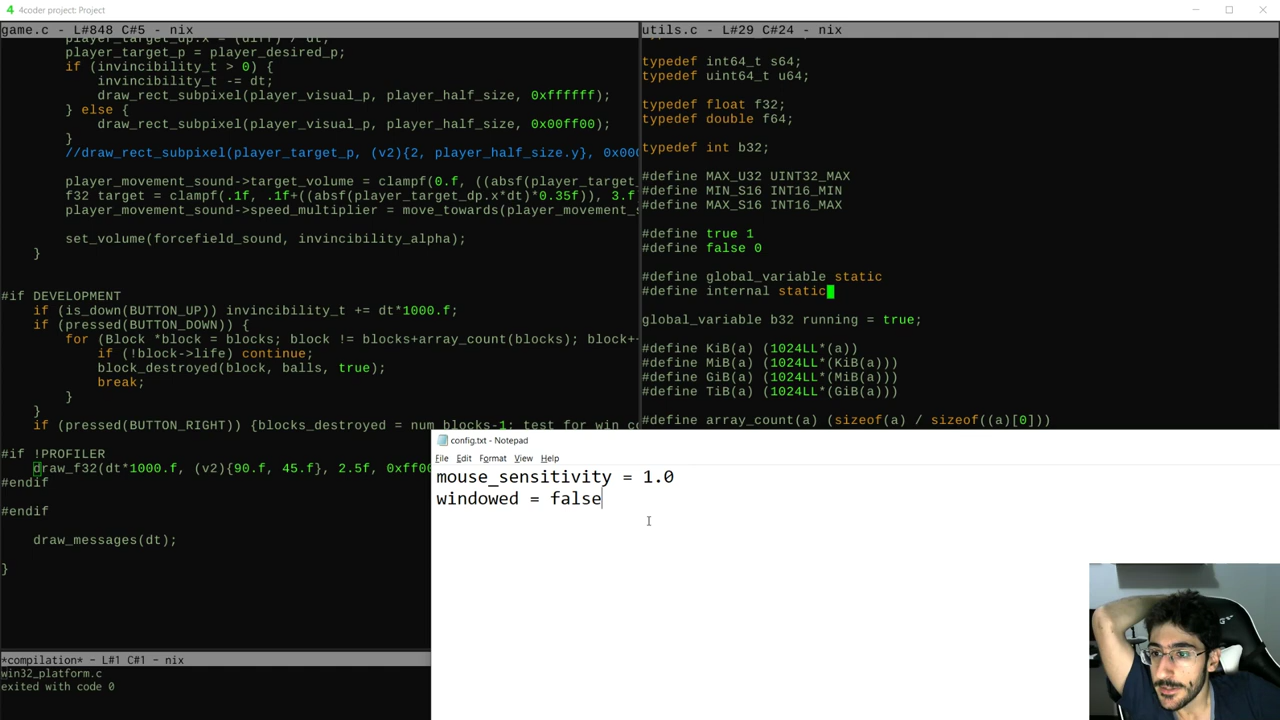 4coder project: Project
game.c - L#848 C#5 - nix
player_target_dp.x = (diff) / dt;
player_target_p = player_desired_p;
if (invincibility_t > 0) {
invincibility_t -= dt;
draw_rect_subpixel(player_visual_p, player_half_size, 0xffffff);
} else {
draw_rect_subpixel(player_visual_p, player_half_size, 0x00ff00);
}
//draw_rect_subpixel(player_target_p, (v2){2, player_half_size.y}, 0x000
player_movement_sound->target_volume = clampf(0.f, ((absf(player_target_
f32 target = clampf(.1f, .1f+((absf(player_target_dp.x*dt)*0.35f)), 3.f
player_movement_sound->speed_multiplier = move_towards(player_movement_s
set_volume(forcefield_sound, invincibility_alpha);
}
#if DEVELOPMENT
if (is_down(BUTTON_UP)) invincibility_t += dt*1000.f;
if (pressed(BUTTON_DOWN)) {
for (Block *block = blocks; block != blocks+array_count(blocks); block+
if (!block->life) continue;
block_destroyed(block, balls, true);
break;
}
}
if (pressed(BUTTON_RIGHT)) {blocks_destroyed = num_blocks-1; test_for_win_co
#if !PROFILER
draw_f32(dt*1000.f, (v2){90.f, 45.f}, 2.5f, 0xff00
#endif
#endif
draw_messages(dt);
}
*compilation* - L#1 C#1 - nix
win32_platform.c
exited with code 0
utils.c - L#29 C#24 - nix
typedef int64_t s64;
typedef uint64_t u64;
typedef float f32;
typedef double f64;
typedef int b32;
#define MAX_U32 UINT32_MAX
#define MIN_S16 INT16_MIN
#define MAX_S16 INT16_MAX
#define true 1
#define false 0
#define global_variable static
#define internal static
global_variable b32 running = true;
#define KiB(a) (1024LL*(a))
#define MiB(a) (1024LL*(KiB(a)))
#define GiB(a) (1024LL*(MiB(a)))
#define TiB(a) (1024LL*(GiB(a)))
#define array_count(a) (sizeof(a) / sizeof((a)[0]))
config.txt - Notepad
File Edit Format View Help
mouse_sensitivity = 1.0
windowed = false